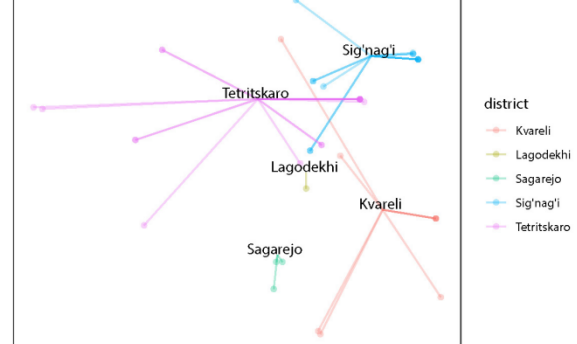 Sig'nag'i
Tetritskaro
Lagodekhi
Kvareli
Sagarejo
district
Kvareli
Lagodekhi
Sagarejo
Sig'nag'i
Tetritskaro